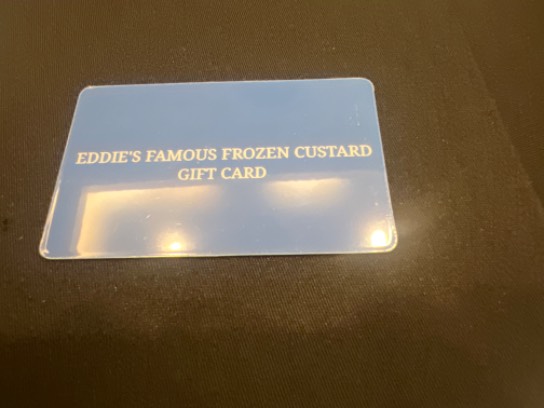 EDDIE'S FAMOUS FROZEN CUSTARD
GIFT CARD